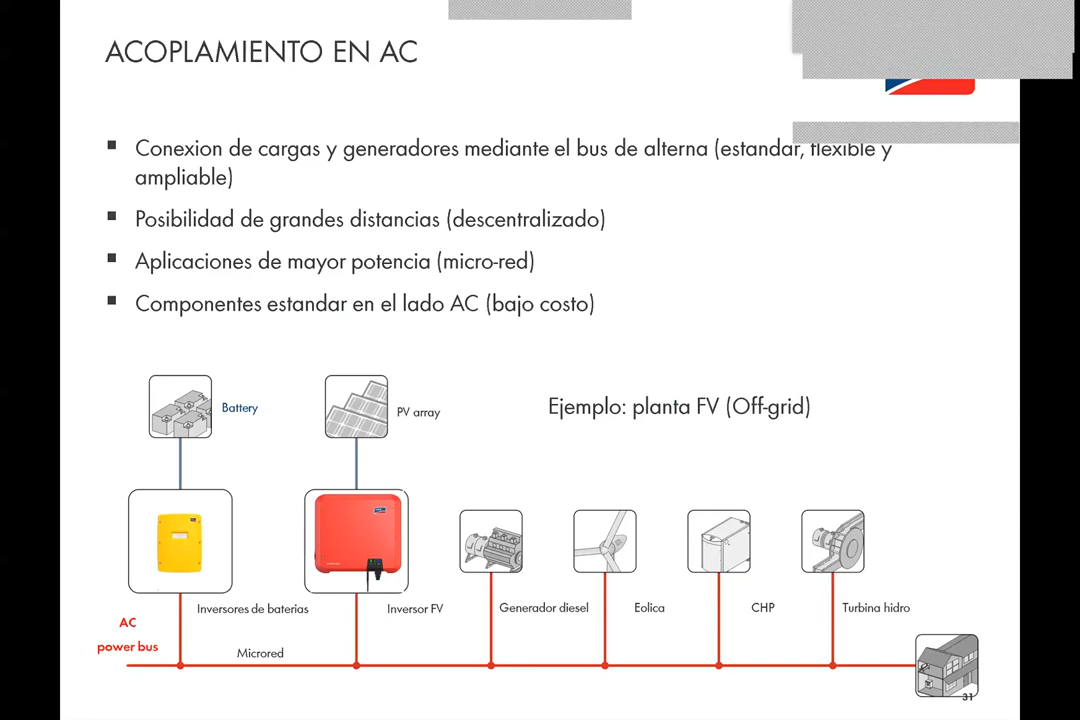 ACOPLAMIENTO EN AC
▪ Conexion de cargas y generadores mediante el bus de alterna (estandar, flexible y
ampliable)
▪ Posibilidad de grandes distancias (descentralizado)
▪ Aplicaciones de mayor potencia (micro-red)
▪ Componentes estandar en el lado AC (bajo costo)
Battery
PV array
Ejemplo: planta FV (Off-grid)
Inversores de baterias
Inversor FV
Generador diesel
Eolica
CHP
Turbina hidro
AC
power bus
Microred
31